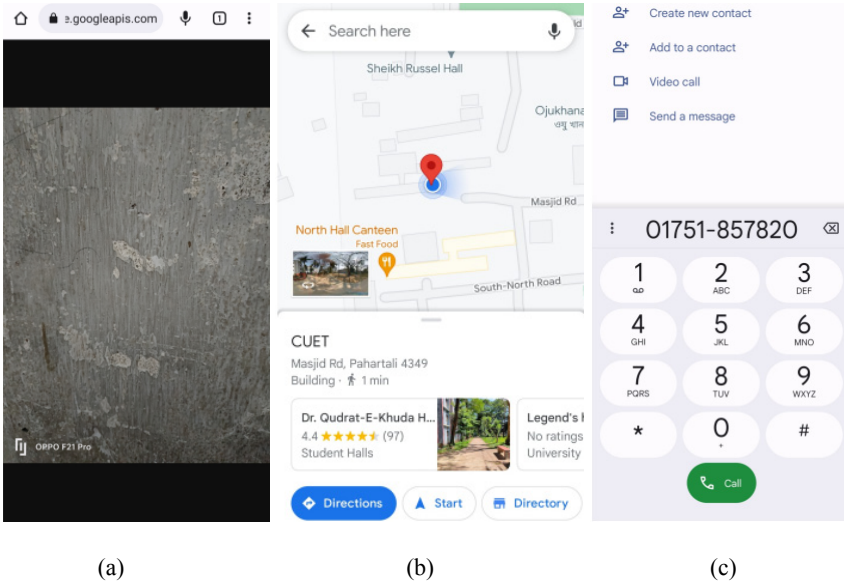 e.googleapis.com
1
OPPO F21 Pro
(a)
Search here
Sheikh Russel Hall
Ojukhana
Masjid Rd
North Hall Canteen
Fast Food
South-North Road
CUET
Masjid Rd, Pahartali 4349
Building · 1 min
Dr. Qudrat-E-Khuda H...
4.4 (97)
Student Halls
Legend's
No ratings
University
Directions
Start
Directory
(b)
Create new contact
Add to a contact
Video call
Send a message
01751-857820
1
2 ABC
3 DEF
4 GHI
5 JKL
6 MNO
7 PQRS
8 TUV
9 WXYZ
*
0 +
#
Call
(c)